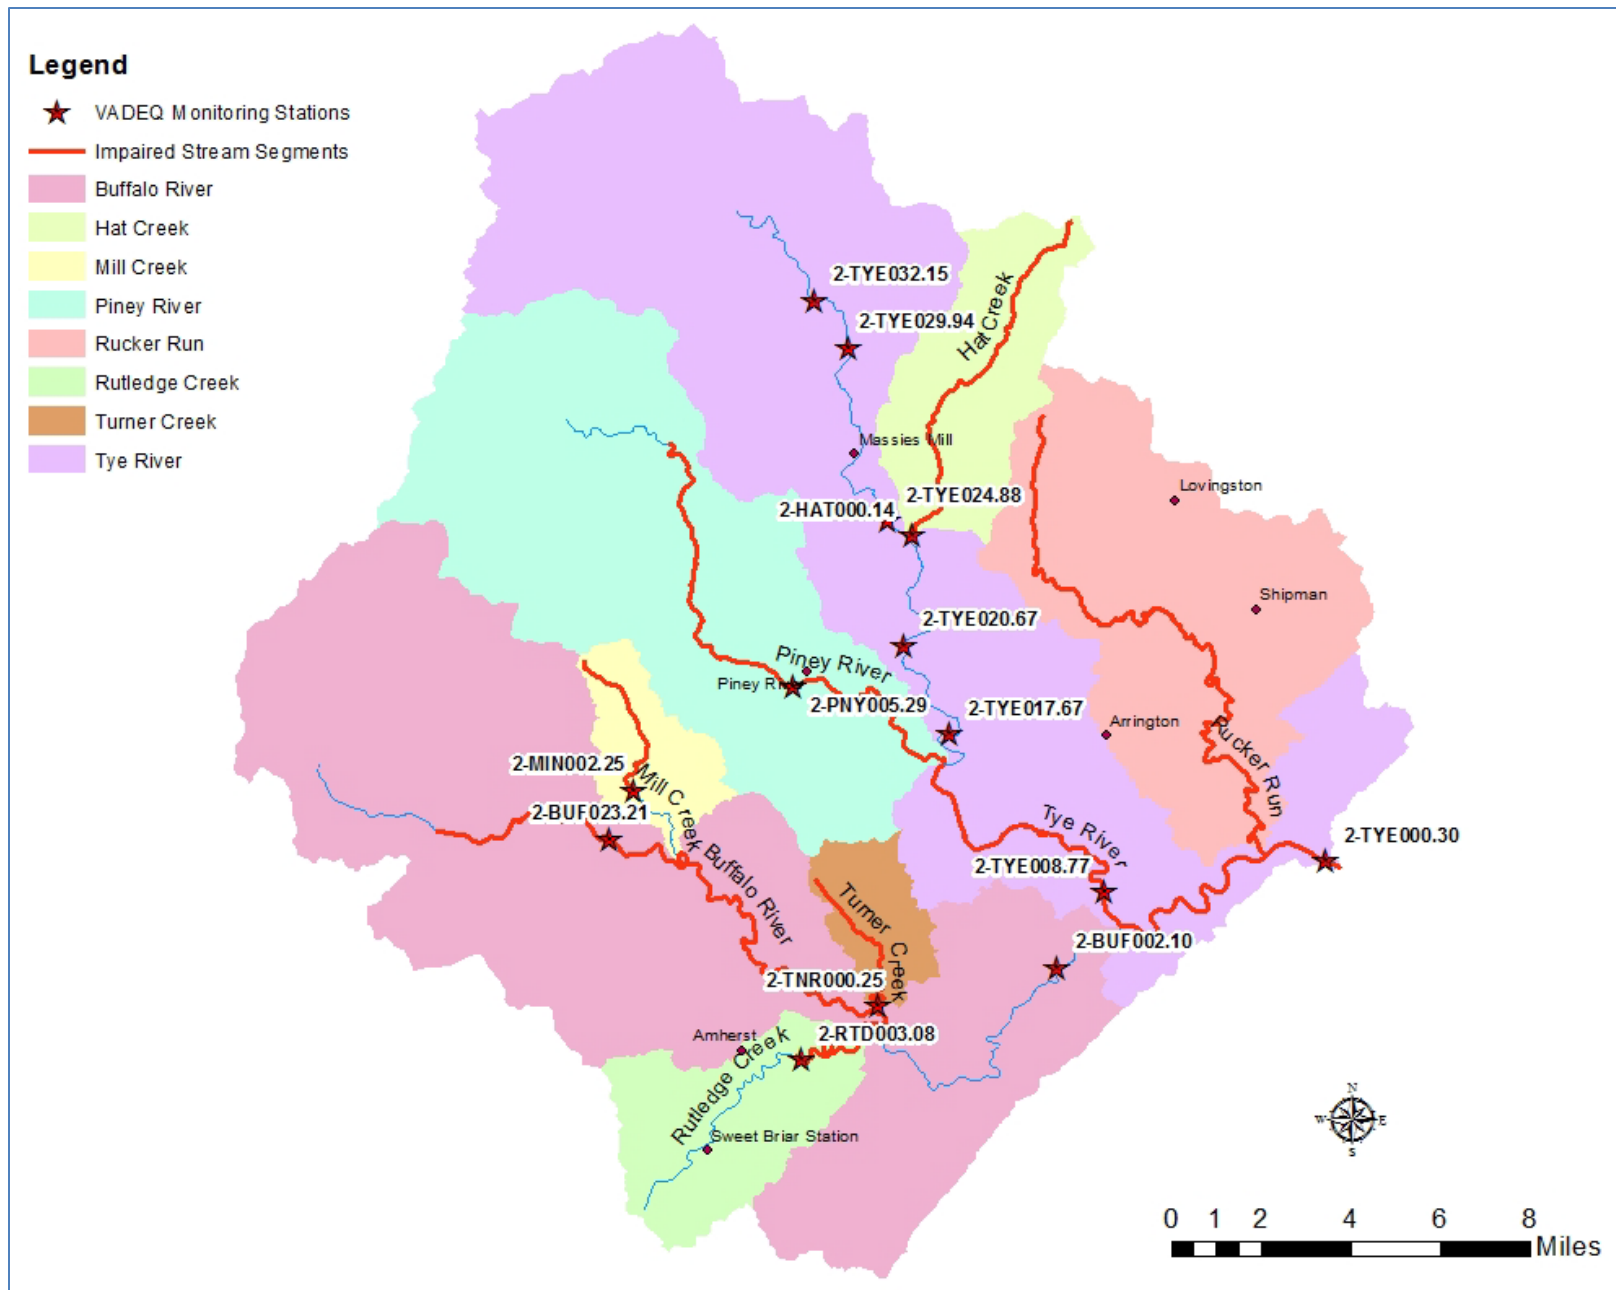 Legend
VADEQ Monitoring Stations
Impaired Stream Segments
Buffalo River
Hat Creek
Mill Creek
Piney River
Rucker Run
Rutledge Creek
Turner Creek
Tye River
2-TYE032.15
2-TYE029.94
Hat Creek
Massies Mill
2-TYE024.88
2-HAT000.14
Lovingston
Shipman
2-TYE020.67
Piney River
Piney
2-PNY005.29
2-TYE017.67
Arrington
Rucker Run
2-MIN002.25
Mill Creek
2-BUF023.21
Buffalo River
Tye River
2-TYE000.30
2-TYE008.77
Turner Creek
2-BUF002.10
2-TNR000.25
Amherst
2-RTD003.08
Rutledge Creek
Sweet Briar Station
N
W E
S
0 1 2 4 6 8
Miles